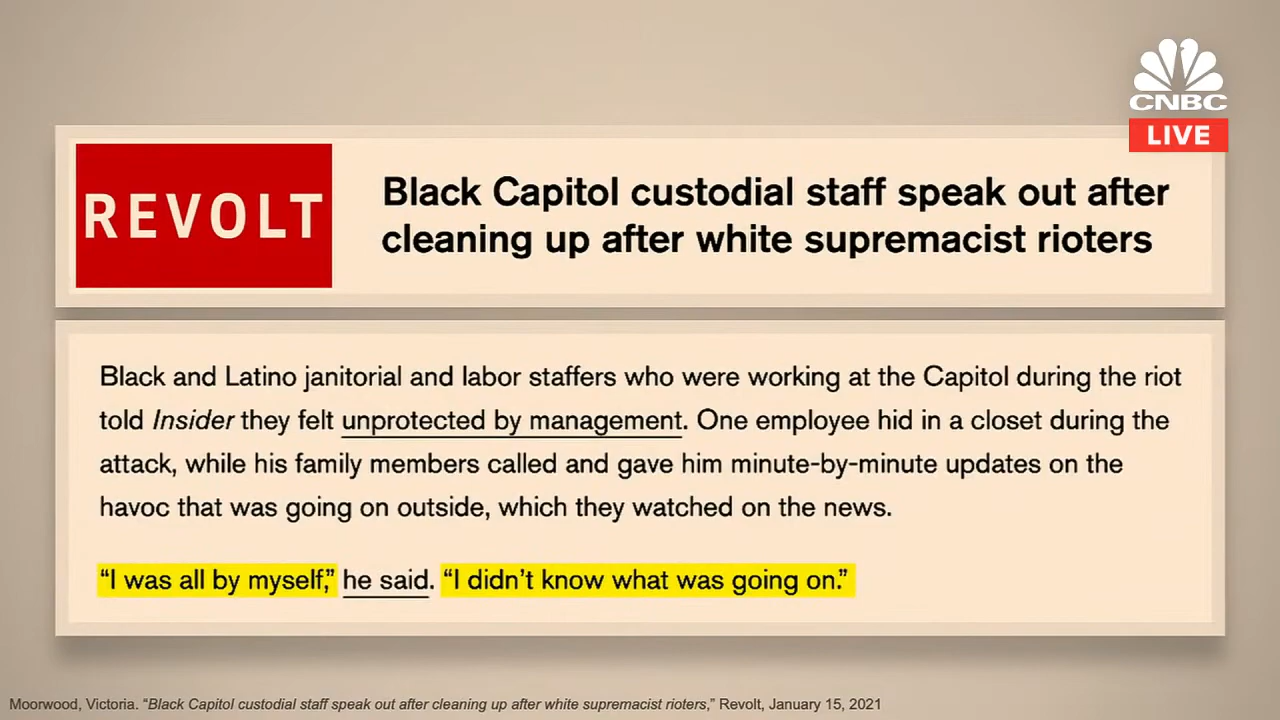 CNBC
LIVE
REVOLT
Black Capitol custodial staff speak out after
cleaning up after white supremacist rioters
Black and Latino janitorial and labor staffers who were working at the Capitol during the riot
told Insider they felt unprotected by management. One employee hid in a closet during the
attack, while his family members called and gave him minute-by-minute updates on the
havoc that was going on outside, which they watched on the news.
“I was all by myself,” he said. “I didn’t know what was going on.”
Moorwood, Victoria. “Black Capitol custodial staff speak out after cleaning up after white supremacist rioters,” Revolt, January 15, 2021